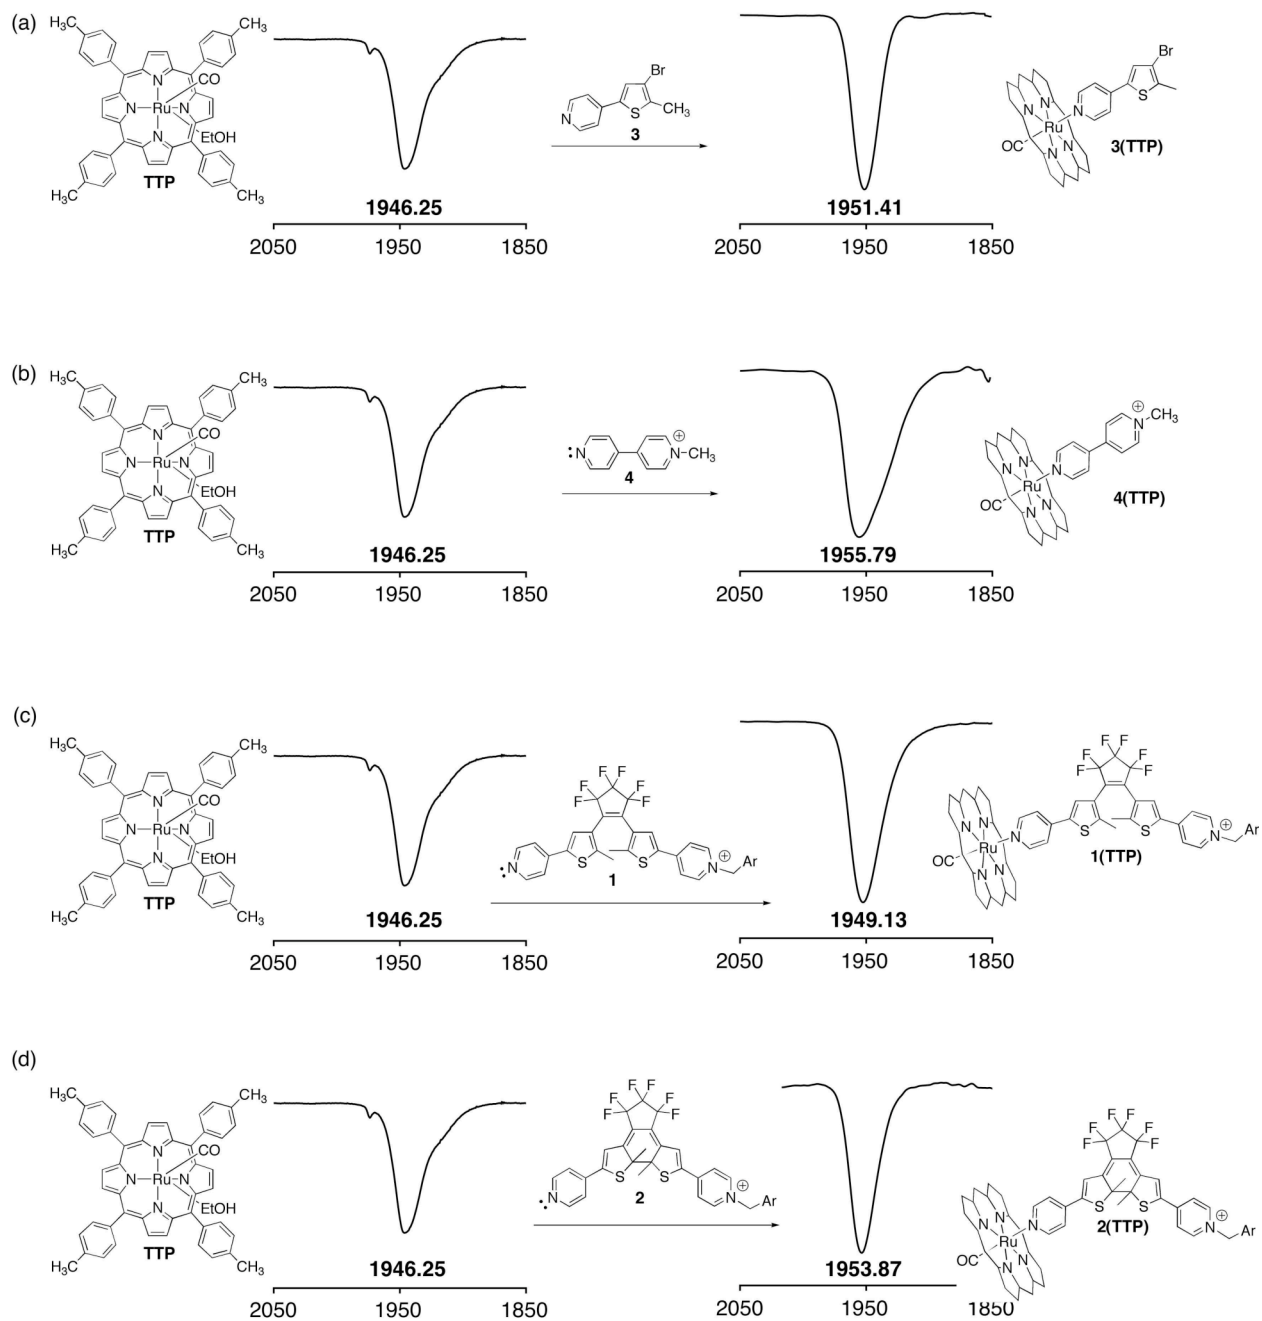 (a)
H₃C
CH₃
CO
N
N Ru N
N
EtOH
H₃C
CH₃
TTP
1946.25
2050 1950 1850
Br
S CH₃
N
3
1951.41
2050 1950 1850
Br
S
N
N
Ru
N
N
OC
3(TTP)
(b)
H₃C
CH₃
CO
N
N Ru N
N
EtOH
H₃C
CH₃
TTP
1946.25
2050 1950 1850
:N
⊕
N-CH₃
4
1955.79
2050 1950 1850
⊕
N CH₃
N
N
N
Ru
N
N
OC
4(TTP)
(c)
H₃C
CH₃
CO
N
N Ru N
N
EtOH
H₃C
CH₃
TTP
1946.25
2050 1950 1850
F F
F F
F F
S S
N:
⊕
N
Ar
1
1949.13
2050 1950 1850
F F
F F
F F
S S
N
N
N
Ru
N
N
OC
⊕
N
Ar
1(TTP)
(d)
H₃C
CH₃
CO
N
N Ru N
N
EtOH
H₃C
CH₃
TTP
1946.25
2050 1950 1850
F F
F F
F F
S S
N:
⊕
N
Ar
2
1953.87
2050 1950 1850
F F
F F
F F
S S
N
N
N
Ru
N
N
OC
⊕
N
Ar
2(TTP)